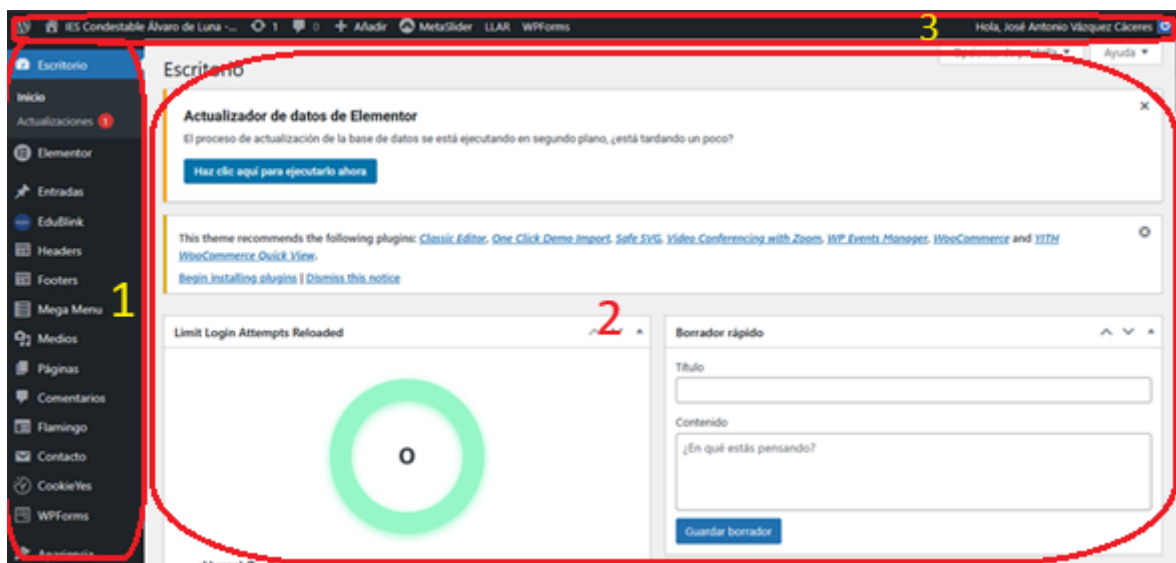 IES Condestable Álvaro de Luna -... 1 0 Añadir MetaSlider LLAR WPForms
3
Hola, José Antonio Vázquez Cáceres
Escritorio
Inicio
Actualizaciones 1
Elementor
Entradas
EduBlink
Headers
Footers
Mega Menu
1
Medios
Páginas
Comentarios
Flamingo
Contacto
CookieYes
WPForms
Apariencia
Ayuda
Escritorio
Actualizador de datos de Elementor
El proceso de actualización de la base de datos se está ejecutando en segundo plano, ¿está tardando un poco?
Haz clic aquí para ejecutarlo ahora
This theme recommends the following plugins: Classic Editor, One Click Demo Import, Safe SVG, Video Conferencing with Zoom, WP Events Manager, WooCommerce and YITH
WooCommerce Quick View.
Begin installing plugins | Dismiss this notice
2
Limit Login Attempts Reloaded
0
Borrador rápido
Título
Contenido
¿En qué estás pensando?
Guardar borrador